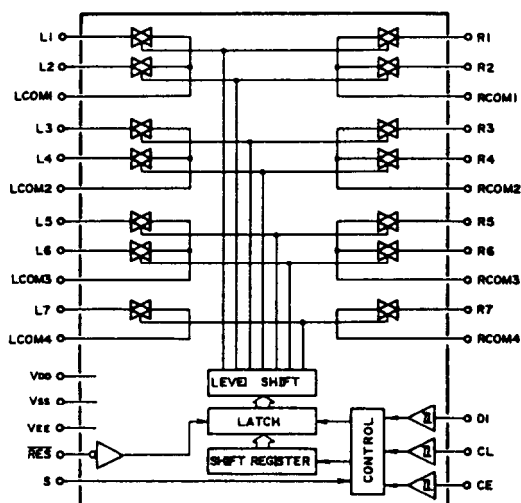 L1 R1
L2 R2
LCOM1 RCOM1
L3 R3
L4 R4
LCOM2 RCOM2
L5 R5
L6 R6
LCOM3 RCOM3
L7 R7
LCOM4 RCOM4
VDD
LEVEL SHIFT
VSS
LATCH
DI
VEE
RES
SHIFT REGISTER
CONTROL
CL
S
CE